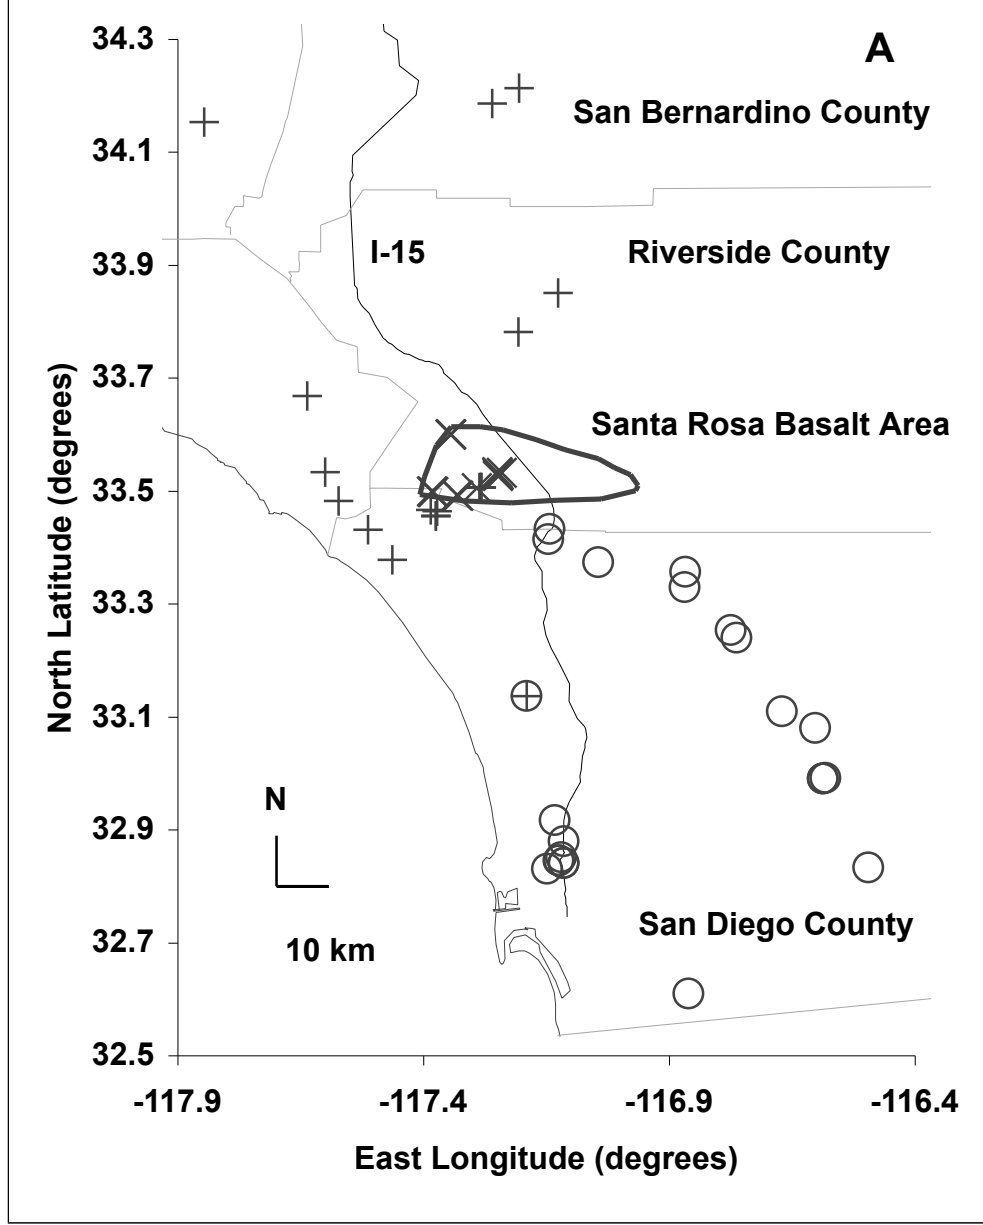 A
34.3
San Bernardino County
34.1
I-15
Riverside County
33.9
33.7
Santa Rosa Basalt Area
33.5
33.3
North Latitude (degrees)
33.1
N
32.9
San Diego County
32.7
10 km
32.5
-117.9 -117.4 -116.9 -116.4
East Longitude (degrees)